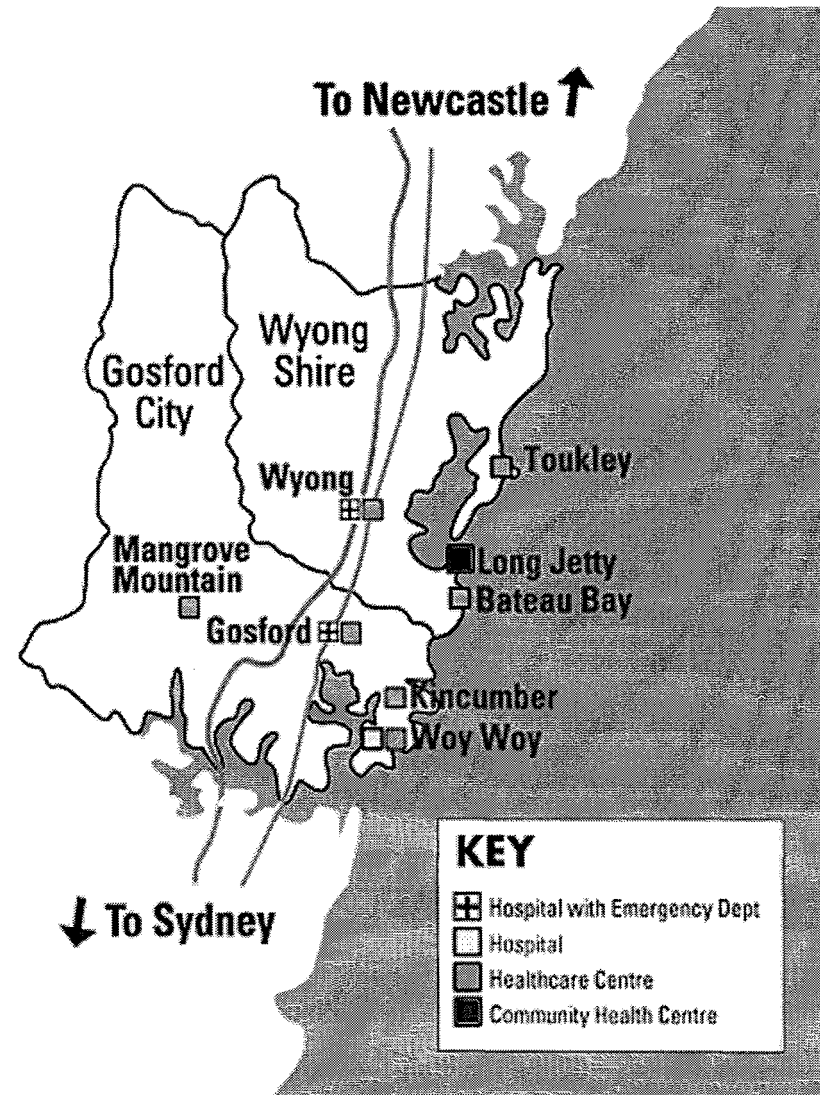 To Newcastle
Wyong
Shire
Gosford
City
Toukley
Wyong
Mangrove
Mountain
Long Jetty
Bateau Bay
Gosford
Kincumber
Woy Woy
To Sydney
KEY
Hospital with Emergency Dept
Hospital
Healthcare Centre
Community Health Centre